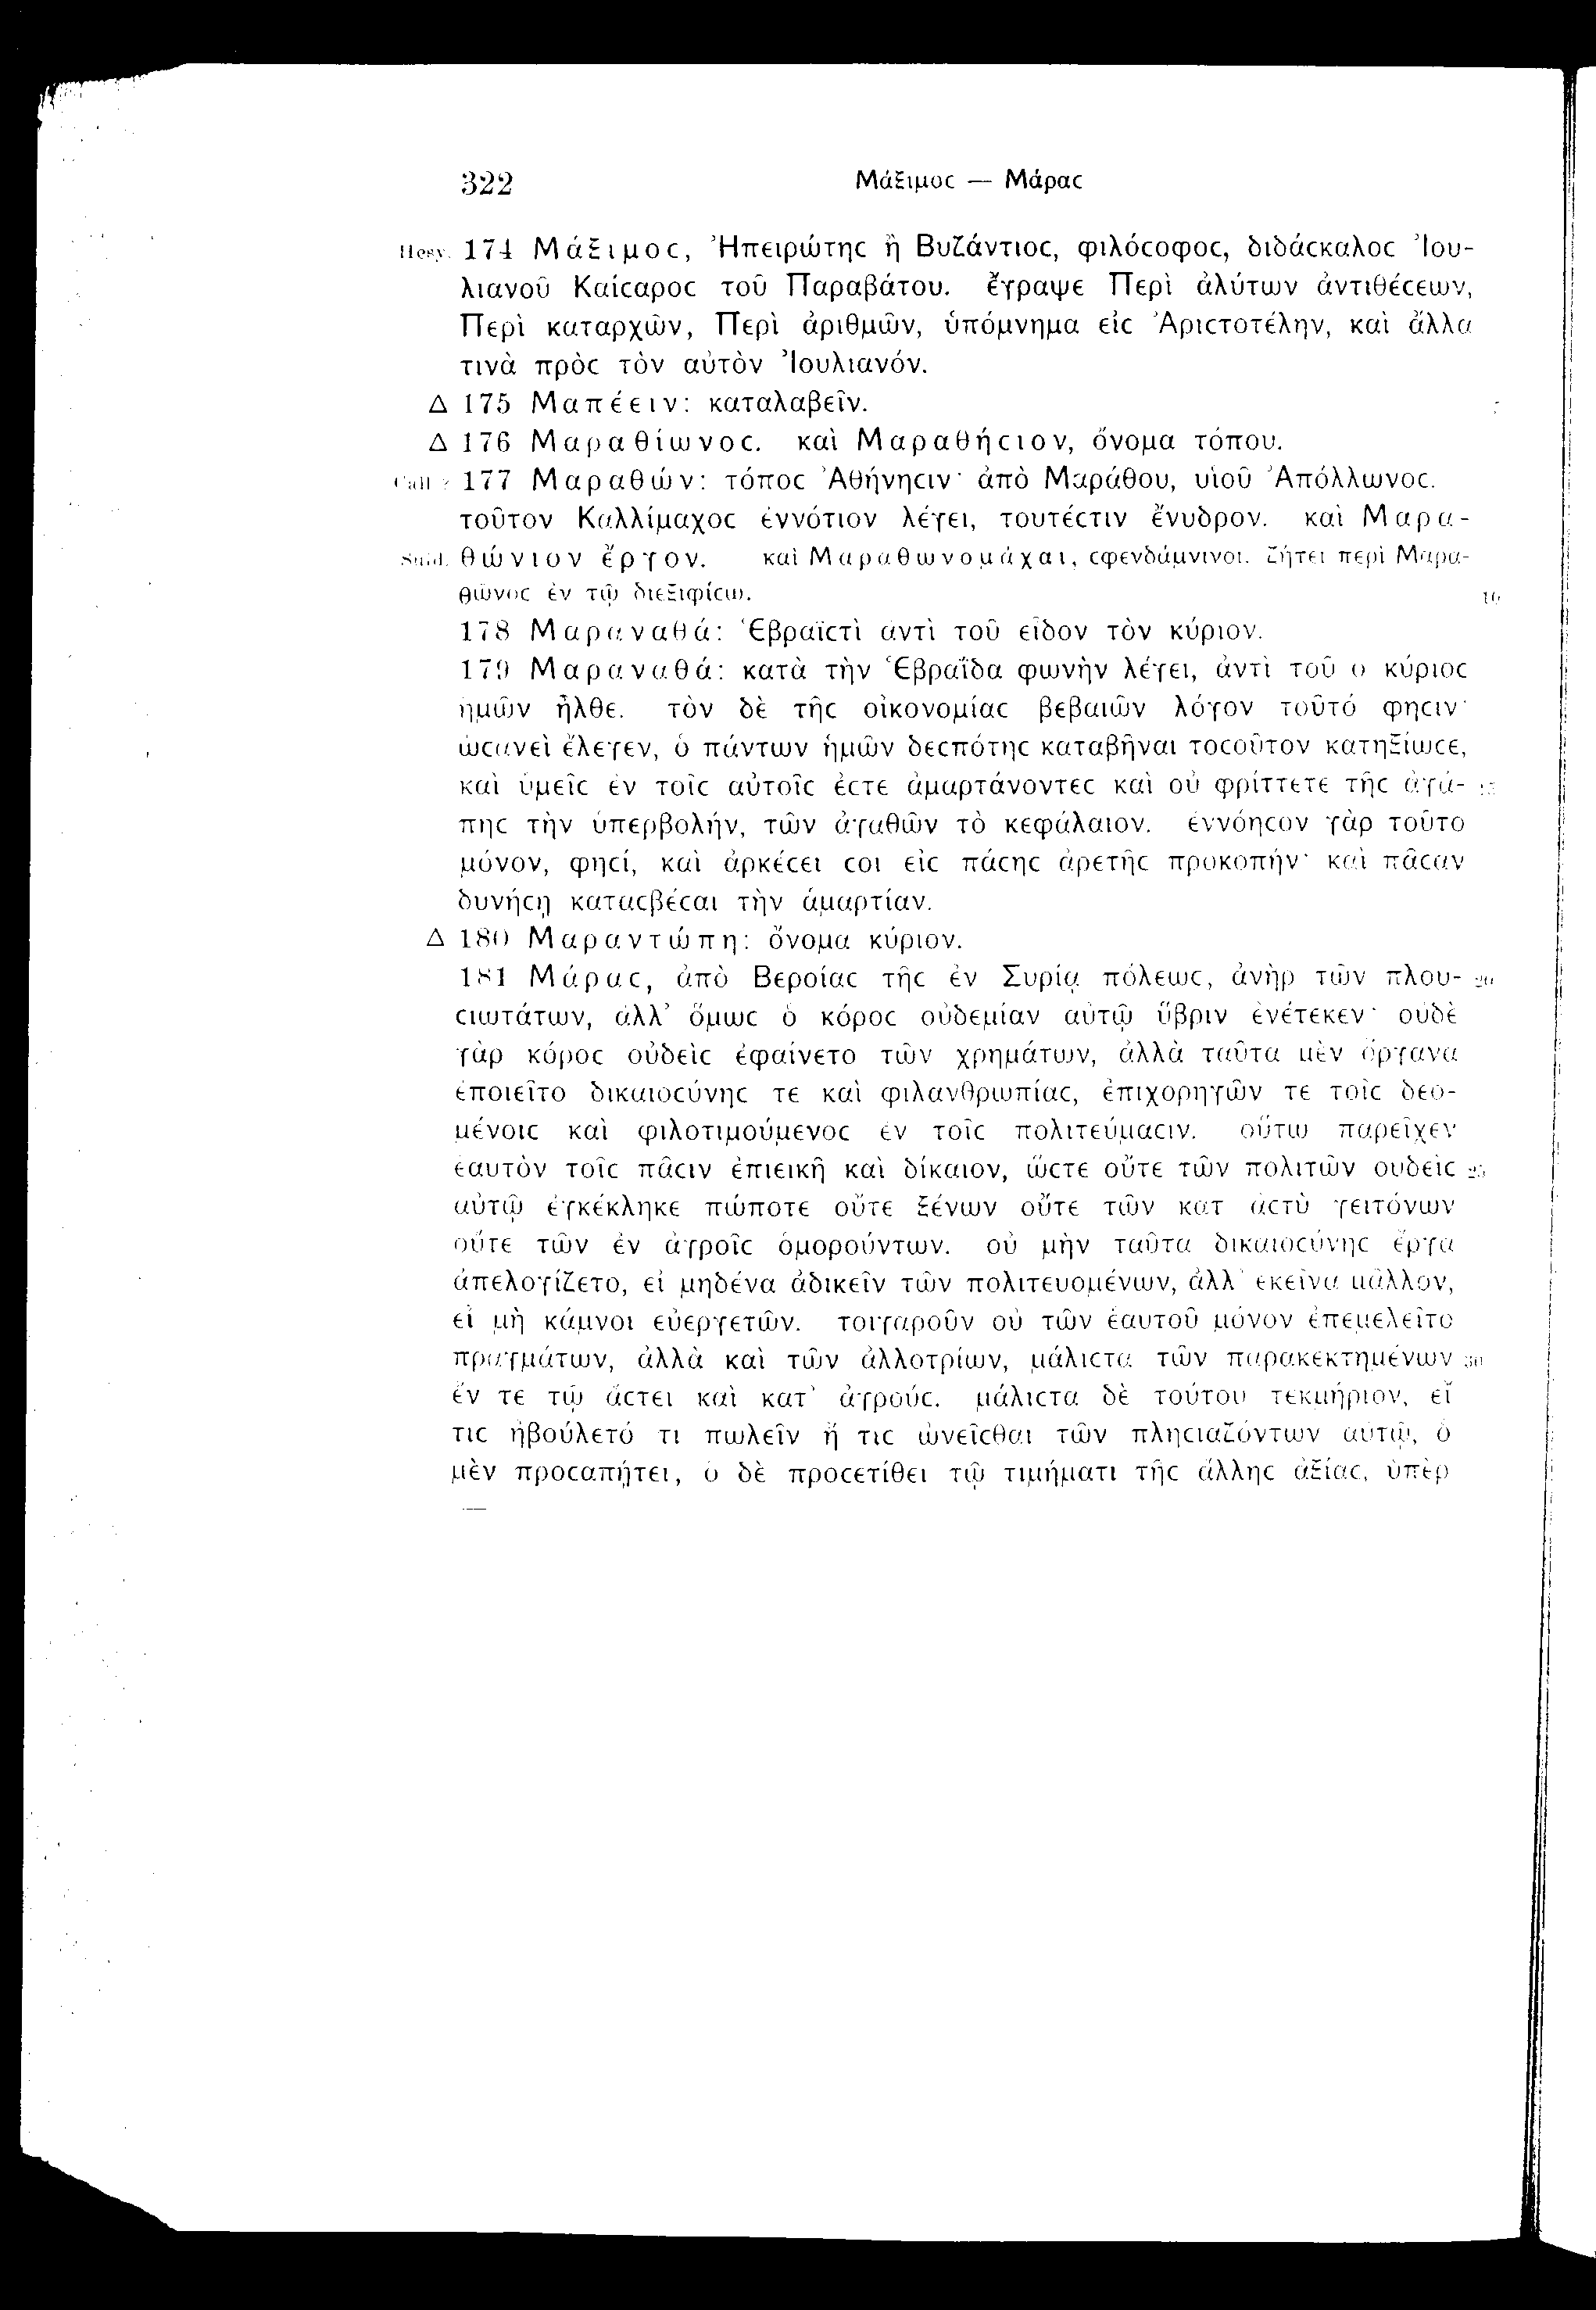 322 Μάξιμοϲ — Μάραϲ
Hesy. 174 Μάξιμοϲ, Ἠπειρώτηϲ ἢ Βυζάντιοϲ, φιλόϲοφοϲ, διδάϲκαλοϲ Ἰου-
λιανοῦ Καίϲαροϲ τοῦ Παραβάτου. ἔγραψε Περὶ ἀλύτων ἀντιθέϲεων,
Περὶ καταρχῶν, Περὶ ἀριθμῶν, ὑπόμνημα εἰϲ Ἀριϲτοτέλην, καὶ ἄλλα
τινὰ πρὸϲ τὸν αὐτὸν Ἰουλιανόν.
Δ 175 Μαπέειν: καταλαβεῖν.
Δ 176 Μαραθίωνοϲ. καὶ Μαραθήϲιον, ὄνομα τόπου.
Call ? 177 Μαραθών: τόποϲ Ἀθήνηϲιν· ἀπὸ Μαράθου, υἱοῦ Ἀπόλλωνοϲ.
τοῦτον Καλλίμαχοϲ ἐννότιον λέγει, τουτέϲτιν ἔνυδρον. καὶ Μαρα-
Suid. θώνιον ἔργον. καὶ Μαραθωνομάχαι, ϲφενδάμνινοι. ζήτει περὶ Μαρα-
θῶνοϲ ἐν τῷ διεξιφίϲω. 10
178 Μαραναθά: Ἑβραϊϲτὶ ἀντὶ τοῦ εἶδον τὸν κύριον.
179 Μαραναθά: κατὰ τὴν Ἑβραΐδα φωνὴν λέγει, ἀντὶ τοῦ ὁ κύριοϲ
ἡμῶν ἦλθε. τὸν δὲ τῆϲ οἰκονομίαϲ βεβαιῶν λόγον τοῦτό φηϲιν·
ὡϲανεὶ ἔλεγεν, ὁ πάντων ἡμῶν δεϲπότηϲ καταβῆναι τοϲοῦτον κατηξίωϲε,
καὶ ὑμεῖϲ ἐν τοῖϲ αὐτοῖϲ ἐϲτε ἁμαρτάνοντεϲ καὶ οὐ φρίττετε τῆϲ ἀγά- 15
πηϲ τὴν ὑπερβολήν, τῶν ἀγαθῶν τὸ κεφάλαιον. ἐννόηϲον γὰρ τοῦτο
μόνον, φηϲί, καὶ ἀρκέϲει ϲοι εἰϲ πάϲηϲ ἀρετῆϲ προκοπήν· καὶ πᾶϲαν
δυνήϲῃ καταϲβέϲαι τὴν ἁμαρτίαν.
Δ 180 Μαραντώπη: ὄνομα κύριον.
181 Μάραϲ, ἀπὸ Βεροίαϲ τῆϲ ἐν Συρίᾳ πόλεωϲ, ἀνὴρ τῶν πλου- 20
ϲιωτάτων, ἀλλ’ ὅμωϲ ὁ κόροϲ οὐδεμίαν αὐτῷ ὕβριν ἐνέτεκεν· οὐδὲ
γὰρ κόροϲ οὐδεὶϲ ἐφαίνετο τῶν χρημάτων, ἀλλὰ ταῦτα μὲν ὄργανα
ἐποιεῖτο δικαιοϲύνηϲ τε καὶ φιλανθρωπίαϲ, ἐπιχορηγῶν τε τοῖϲ δεο-
μένοιϲ καὶ φιλοτιμούμενοϲ ἐν τοῖϲ πολιτεύμαϲιν. οὕτω παρεῖχεν
ἑαυτὸν τοῖϲ πᾶϲιν ἐπιεικῆ καὶ δίκαιον, ὥϲτε οὔτε τῶν πολιτῶν οὐδεὶϲ 25
αὐτῷ ἐγκέκληκε πώποτε οὔτε ξένων οὔτε τῶν κατ’ ἀϲτὺ γειτόνων
οὔτε τῶν ἐν ἀγροῖϲ ὁμορούντων. οὐ μὴν ταῦτα δικαιοϲύνηϲ ἔργα
ἀπελογίζετο, εἰ μηδένα ἀδικεῖν τῶν πολιτευομένων, ἀλλ’ ἐκεῖνα μᾶλλον,
εἰ μὴ κάμνοι εὐεργετῶν. τοιγαροῦν οὐ τῶν ἑαυτοῦ μόνον ἐπεμελεῖτο
πραγμάτων, ἀλλὰ καὶ τῶν ἀλλοτρίων, μάλιϲτα τῶν παρακεκτημένων 30
ἔν τε τῷ ἄϲτει καὶ κατ’ ἀγρούϲ. μάλιϲτα δὲ τούτου τεκμήριον, εἴ
τιϲ ἠβούλετό τι πωλεῖν ἤ τιϲ ὠνεῖϲθαι τῶν πληϲιαζόντων αὐτῷ, ὁ
μὲν προϲαπῄτει, ὁ δὲ προϲετίθει τῷ τιμήματι τῆϲ ἄλληϲ ἀξίαϲ, ὑπὲρ